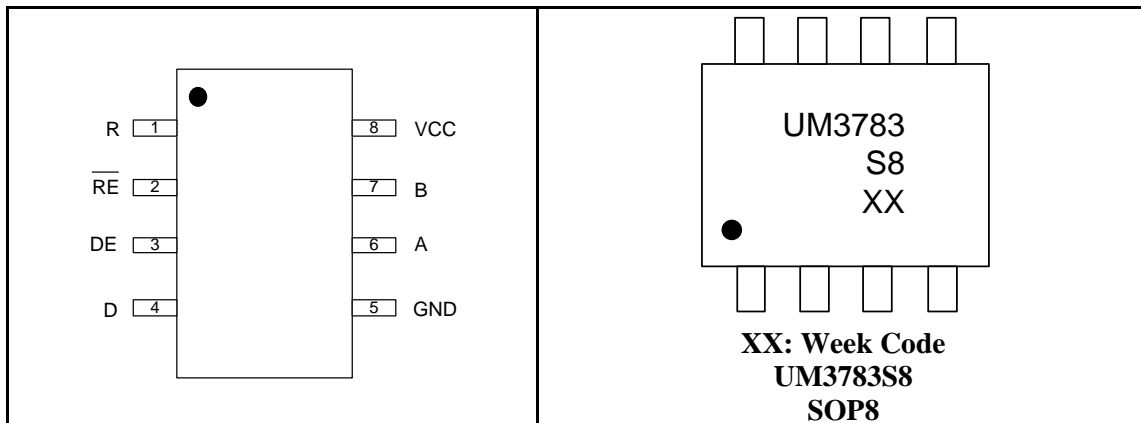 R 1 8 VCC
R̅E̅ 2 7 B
DE 3 6 A
D 4 5 GND
UM3783
S8
XX
XX: Week Code
UM3783S8
SOP8